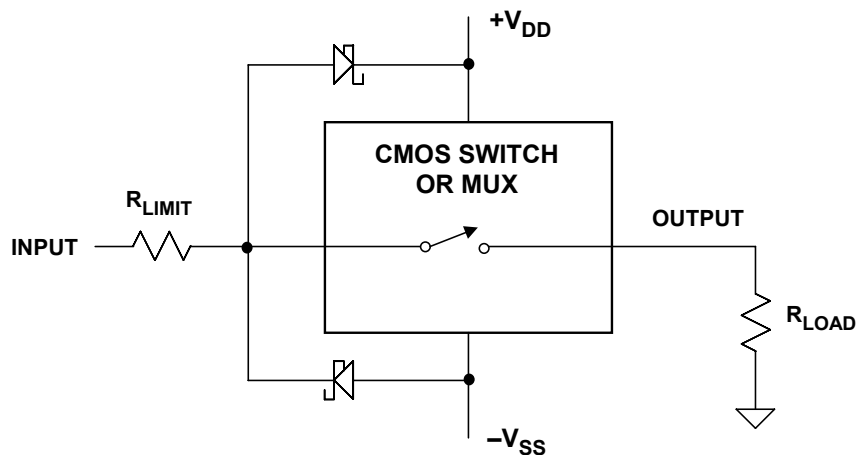 +VDD
CMOS SWITCH
OR MUX
RLIMIT
INPUT
OUTPUT
RLOAD
–VSS